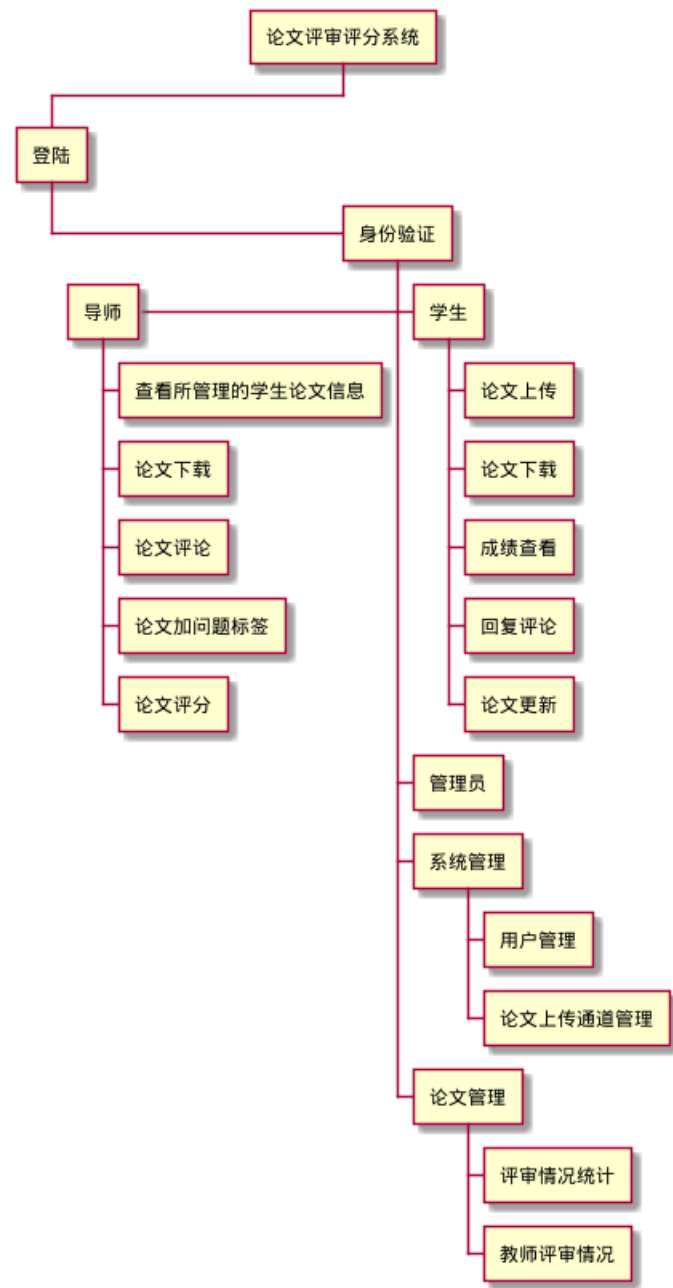 论文评审评分系统
登陆
身份验证
导师
学生
查看所管理的学生论文信息
论文上传
论文下载
论文下载
论文评论
成绩查看
论文加问题标签
回复评论
论文评分
论文更新
管理员
系统管理
用户管理
论文上传通道管理
论文管理
评审情况统计
教师评审情况